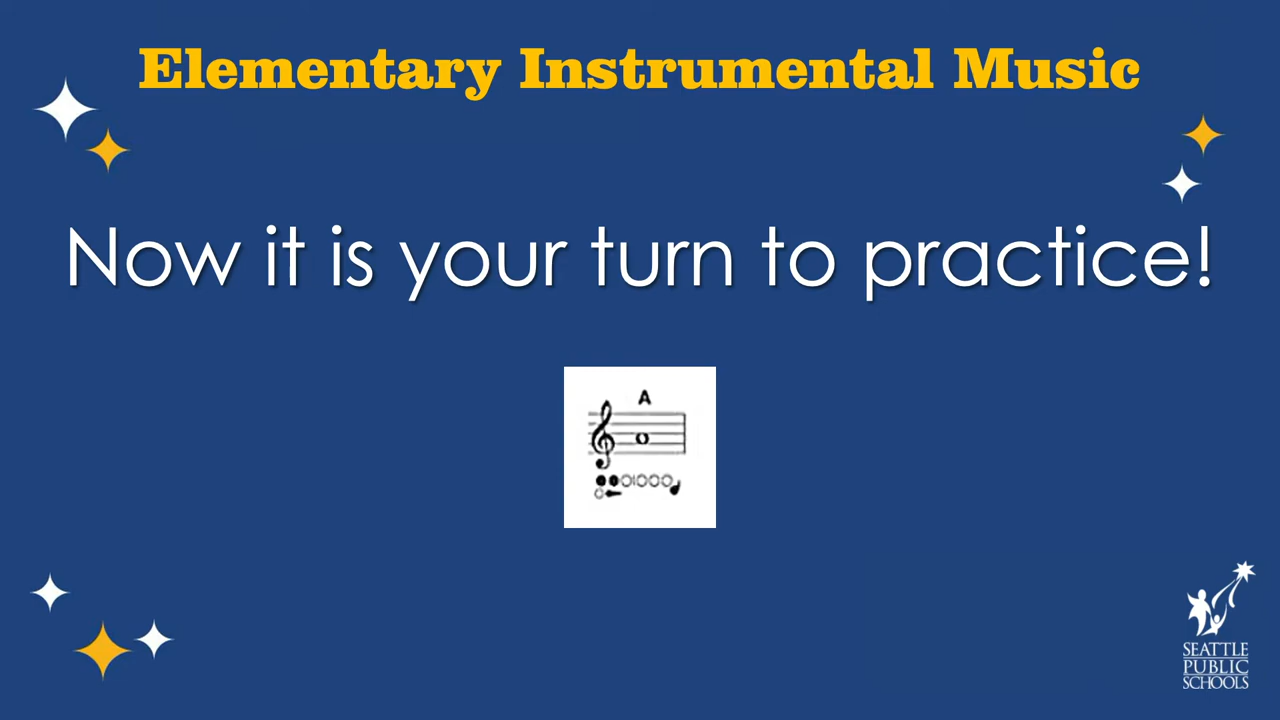 Elementary Instrumental Music
Now it is your turn to practice!
A
SEATTLE
PUBLIC
SCHOOLS